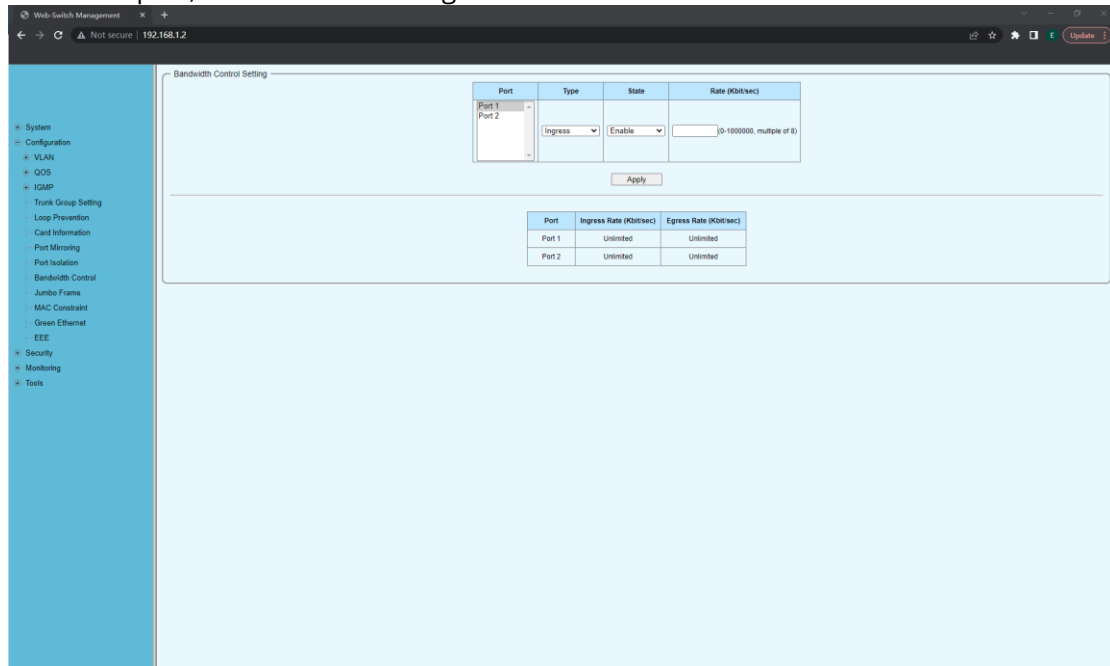 Web-Switch Management
Not secure | 192.168.1.2
E Update
Bandwidth Control Setting
Port Type State Rate (Kbit/sec)
Port 1
Port 2
Ingress Enable (0-1000000, multiple of 8)
Apply
Port Ingress Rate (Kbit/sec) Egress Rate (Kbit/sec)
Port 1 Unlimited Unlimited
Port 2 Unlimited Unlimited
System
Configuration
VLAN
QOS
IGMP
Trunk Group Setting
Loop Prevention
Card Information
Port Mirroring
Port Isolation
Bandwidth Control
Jumbo Frame
MAC Constraint
Green Ethernet
EEE
Security
Monitoring
Tools